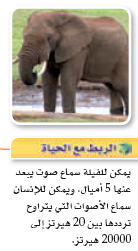 الربط مع الحياة
يمكن للفيلة سماع صوت يبعد
عنها 5 أميال. ويمكن للإنسان
سماع الأصوات التي يتراوح
ترددها بين 20 هيرتز إلى
20000 هيرتز.